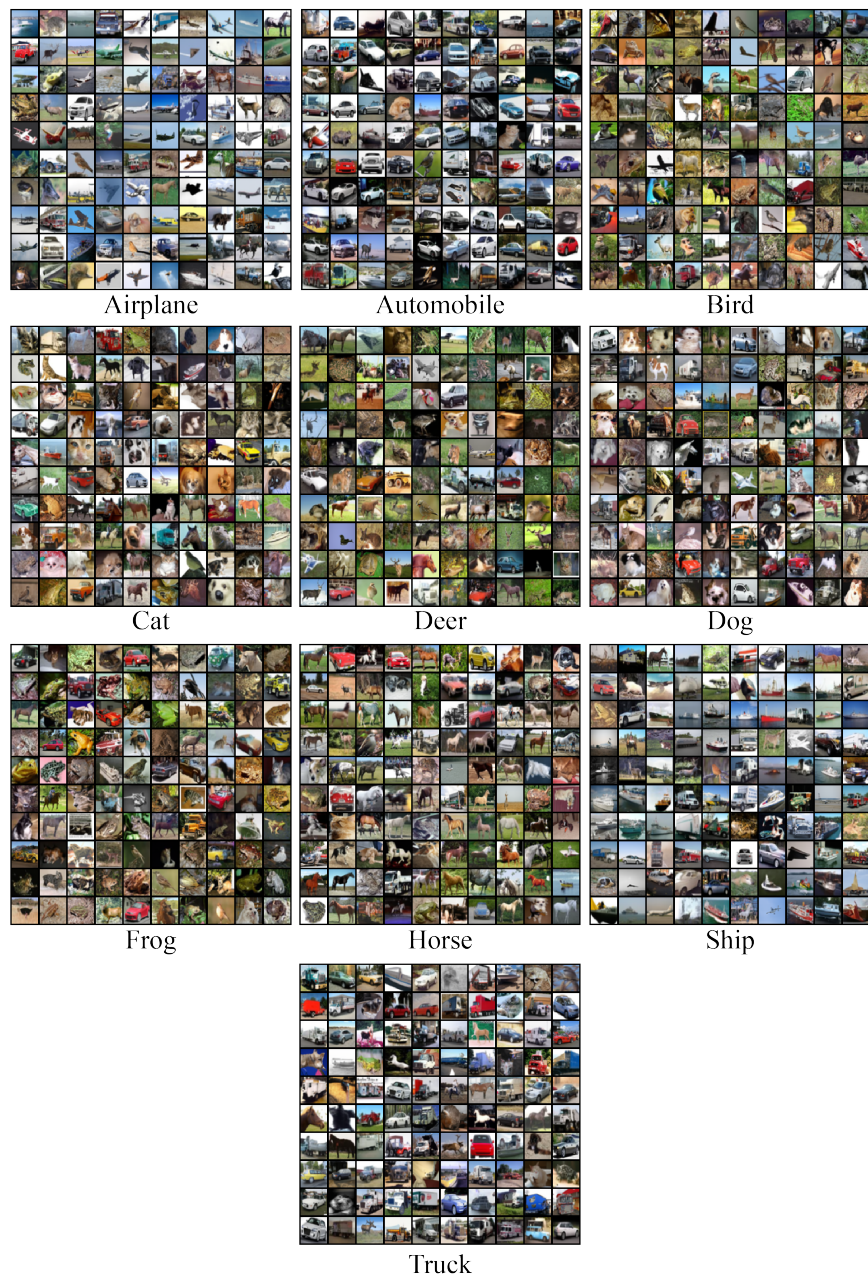 Airplane
Automobile
Bird
Cat
Deer
Dog
Frog
Horse
Ship
Truck